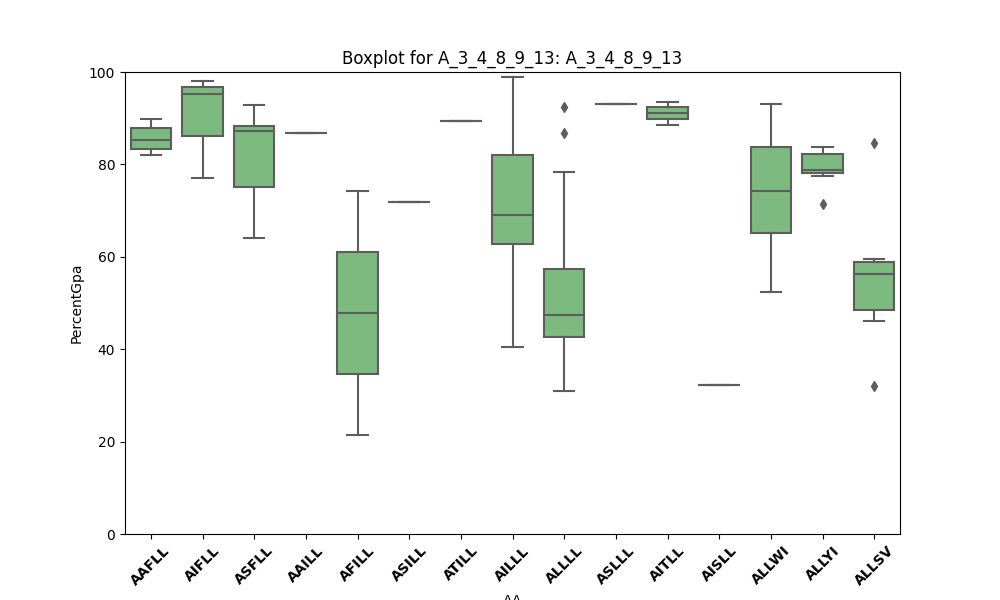 Boxplot for A_3_4_8_9_13: A_3_4_8_9_13
100
80
60
40
20
0
PercentGpa
AAFLL AIFLL ASFLL AAILL AFILL ASILL ATILL AILLL ALLLL ASLLL AITLL AISLL ALLWI ALLYI ALLSV
AA